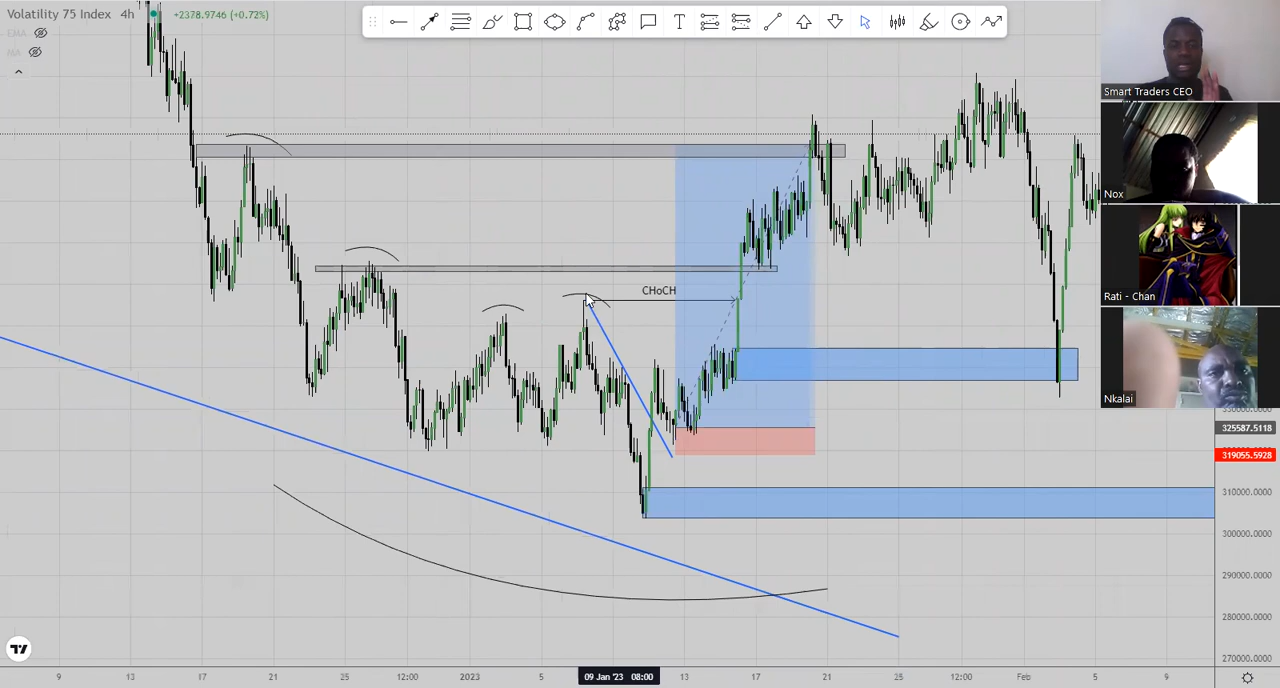 Volatility 75 Index 4h +2378.9746 (+0.72%)
EMA
MA
CHoCH
Smart Traders CEO
Nox
Rati - Chan
Nkalai
325587.5118
319055.5928
310000.0000
300000.0000
290000.0000
280000.0000
270000.0000
9 13 17 21 25 12:00 2023 5 09 Jan '23 08:00 13 17 21 25 12:00 Feb 5 9